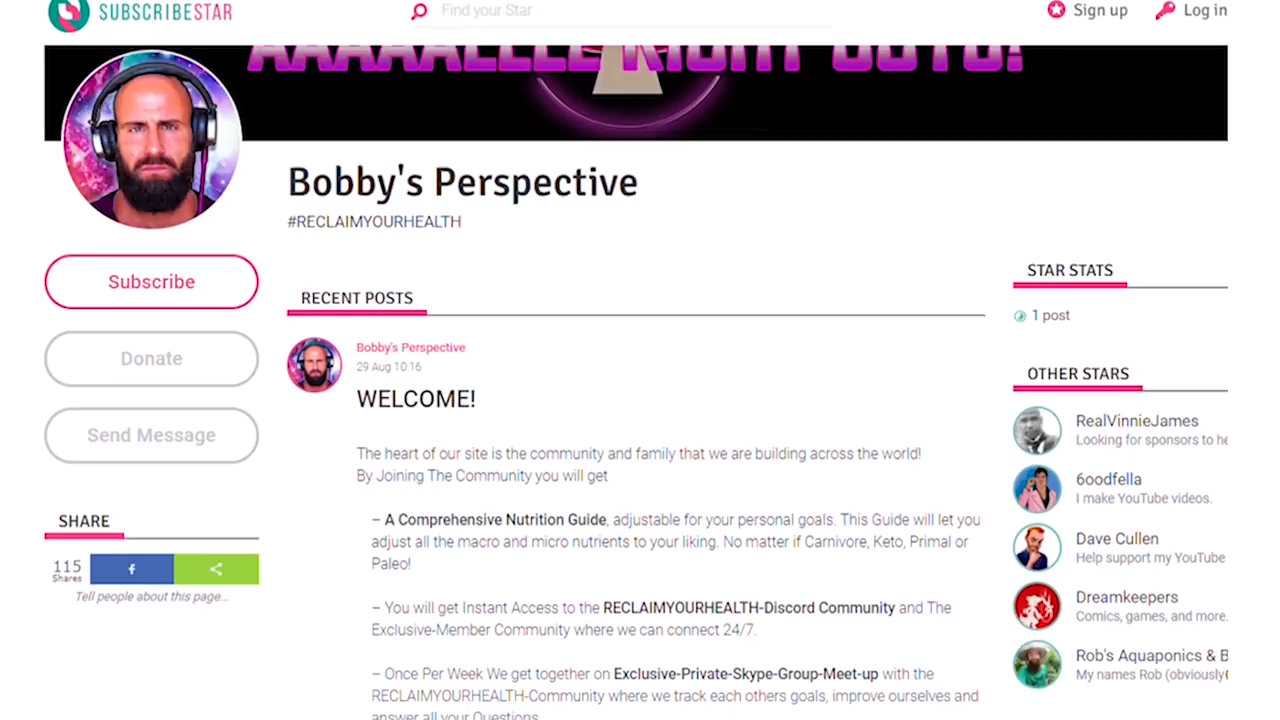 SUBSCRIBESTAR
Find your Star
Sign up
Log in
AAAAALLLL RIGHT GUYS!
Bobby's Perspective
#RECLAIMYOURHEALTH
Subscribe
Donate
Send Message
SHARE
115
Shares
Tell people about this page...
RECENT POSTS
Bobby's Perspective
29 Aug 10:16
WELCOME!
The heart of our site is the community and family that we are building across the world!
By Joining The Community you will get
– A Comprehensive Nutrition Guide, adjustable for your personal goals. This Guide will let you
adjust all the macro and micro nutrients to your liking. No matter if Carnivore, Keto, Primal or
Paleo!
– You will get Instant Access to the RECLAIMYOURHEALTH-Discord Community and The
Exclusive-Member Community where we can connect 24/7.
– Once Per Week We get together on Exclusive-Private-Skype-Group-Meet-up with the
RECLAIMYOURHEALTH-Community where we track each others goals, improve ourselves and
answer all your Questions
STAR STATS
1 post
OTHER STARS
RealVinnieJames
Looking for sponsors to he
6oodfella
I make YouTube videos.
Dave Cullen
Help support my YouTube
Dreamkeepers
Comics, games, and more.
Rob's Aquaponics & B
My names Rob (obviously